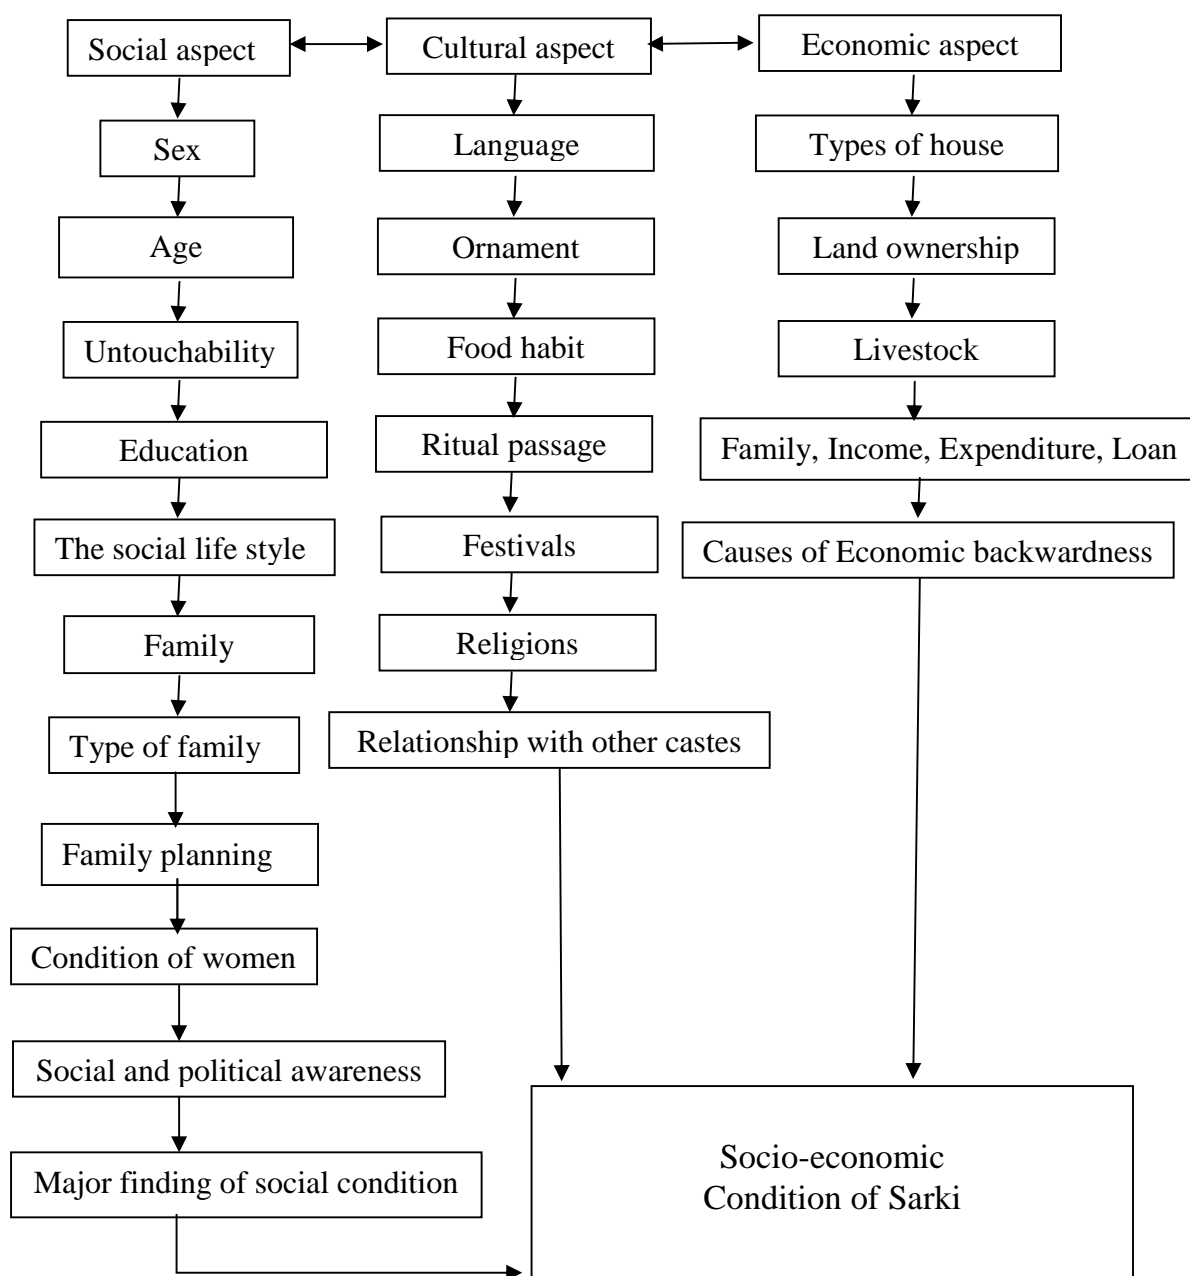 Social aspect
Cultural aspect
Economic aspect
Sex
Language
Types of house
Age
Ornament
Land ownership
Untouchability
Food habit
Livestock
Education
Ritual passage
Family, Income, Expenditure, Loan
The social life style
Festivals
Causes of Economic backwardness
Family
Religions
Type of family
Relationship with other castes
Family planning
Condition of women
Social and political awareness
Major finding of social condition
Socio-economic
Condition of Sarki